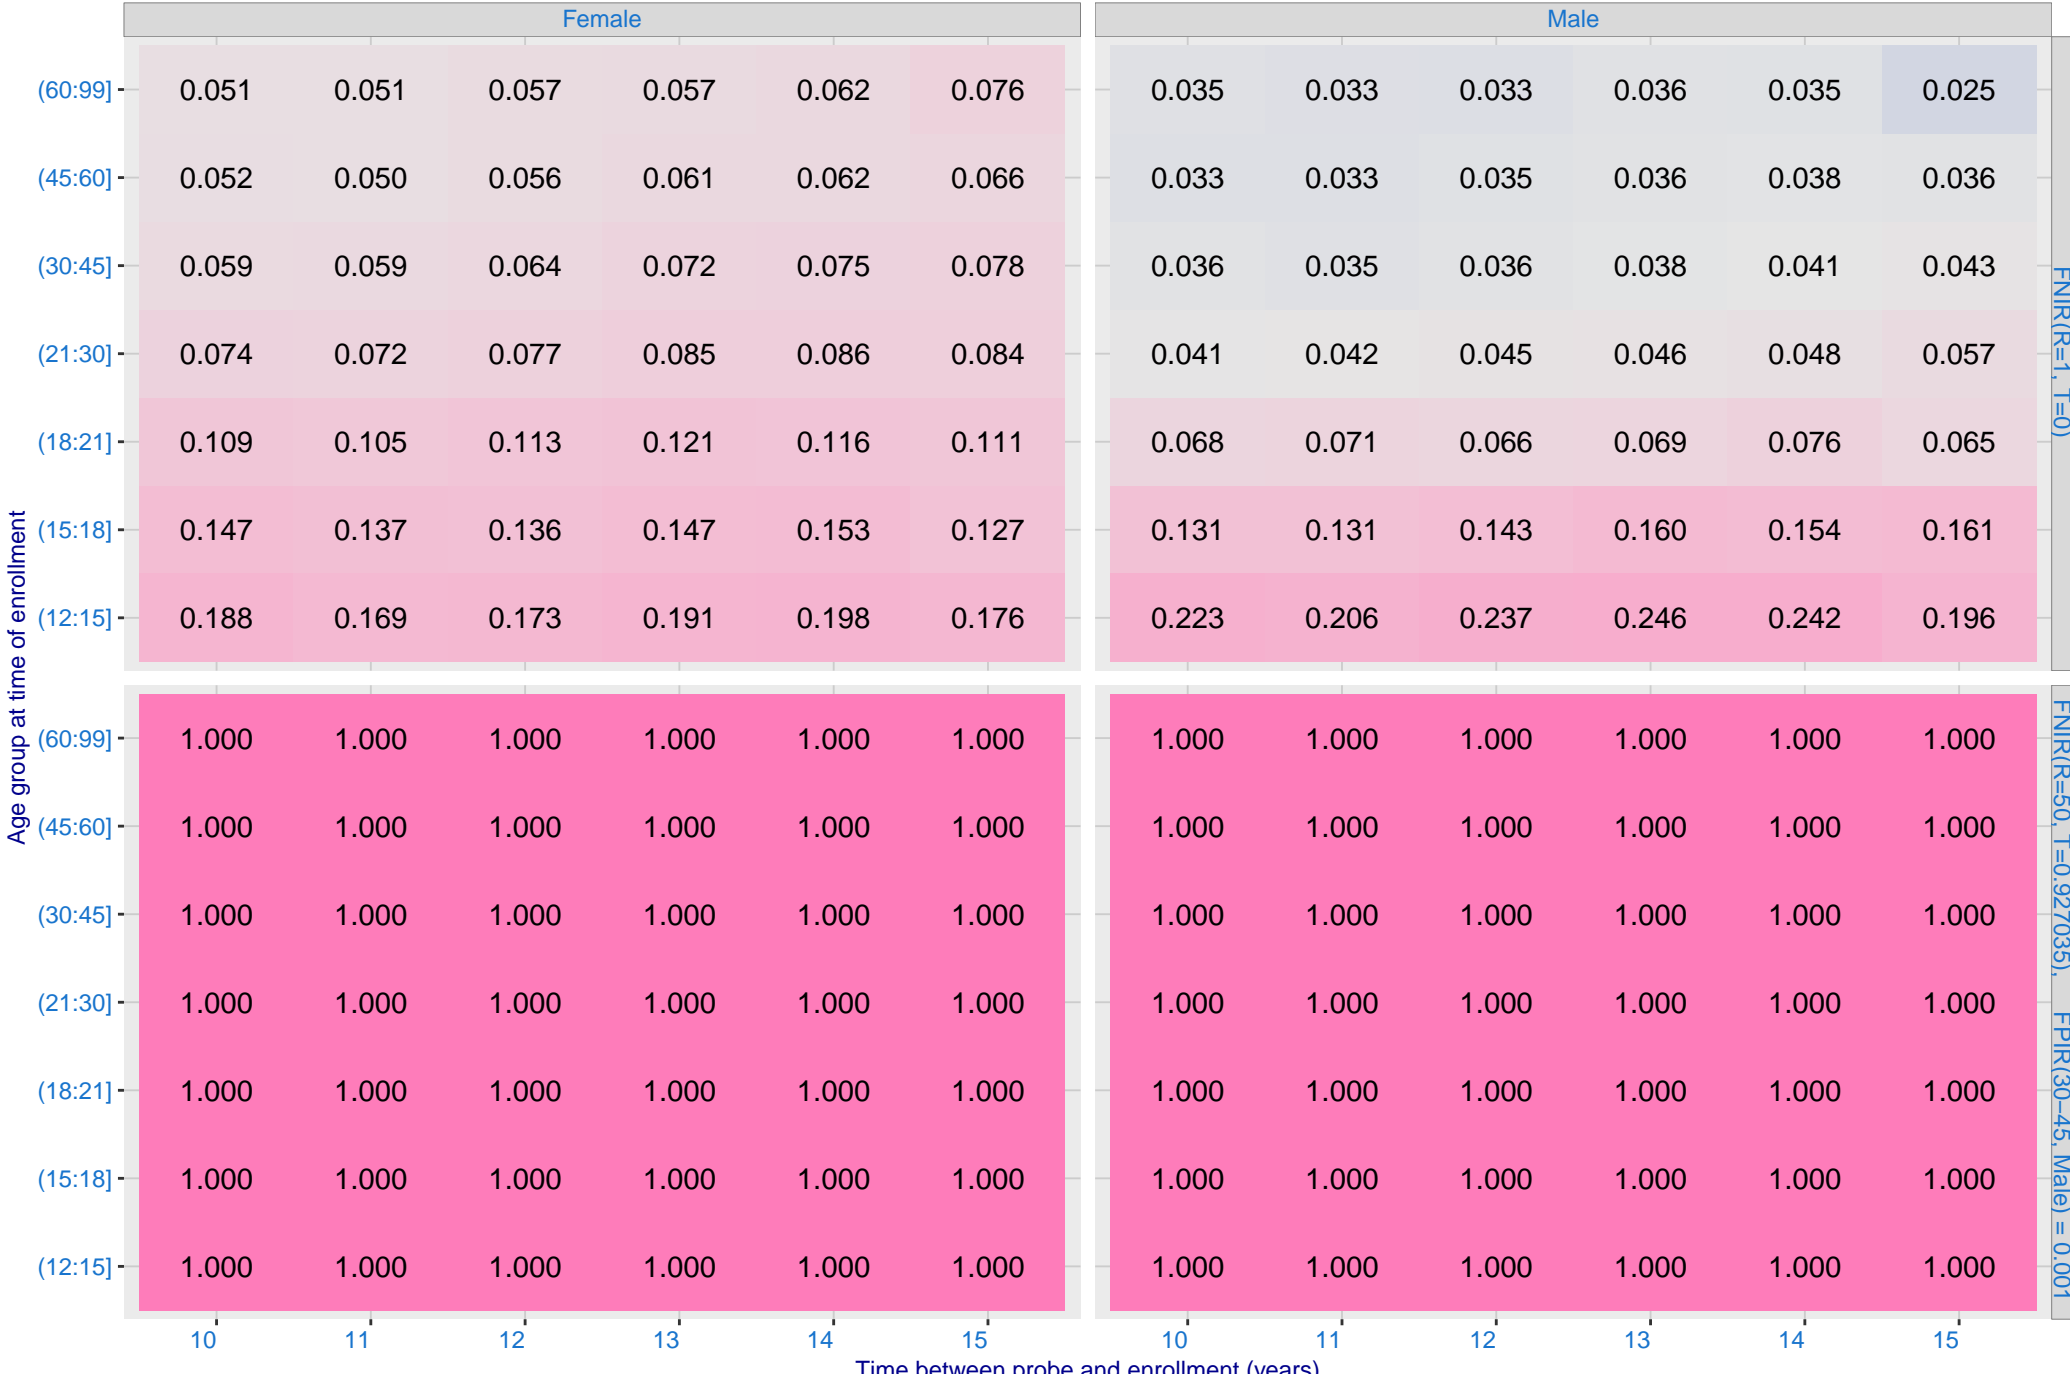 Female Male
(60:99] 0.051 0.051 0.057 0.057 0.062 0.076 0.035 0.033 0.033 0.036 0.035 0.025
(45:60] 0.052 0.050 0.056 0.061 0.062 0.066 0.033 0.033 0.035 0.036 0.038 0.036
(30:45] 0.059 0.059 0.064 0.072 0.075 0.078 0.036 0.035 0.036 0.038 0.041 0.043
(21:30] 0.074 0.072 0.077 0.085 0.086 0.084 0.041 0.042 0.045 0.046 0.048 0.057
(18:21] 0.109 0.105 0.113 0.121 0.116 0.111 0.068 0.071 0.066 0.069 0.076 0.065
(15:18] 0.147 0.137 0.136 0.147 0.153 0.127 0.131 0.131 0.143 0.160 0.154 0.161
(12:15] 0.188 0.169 0.173 0.191 0.198 0.176 0.223 0.206 0.237 0.246 0.242 0.196
FNIR(R=1, T=0)
Age group at time of enrollment
(60:99] 1.000 1.000 1.000 1.000 1.000 1.000 1.000 1.000 1.000 1.000 1.000 1.000
(45:60] 1.000 1.000 1.000 1.000 1.000 1.000 1.000 1.000 1.000 1.000 1.000 1.000
(30:45] 1.000 1.000 1.000 1.000 1.000 1.000 1.000 1.000 1.000 1.000 1.000 1.000
(21:30] 1.000 1.000 1.000 1.000 1.000 1.000 1.000 1.000 1.000 1.000 1.000 1.000
(18:21] 1.000 1.000 1.000 1.000 1.000 1.000 1.000 1.000 1.000 1.000 1.000 1.000
(15:18] 1.000 1.000 1.000 1.000 1.000 1.000 1.000 1.000 1.000 1.000 1.000 1.000
(12:15] 1.000 1.000 1.000 1.000 1.000 1.000 1.000 1.000 1.000 1.000 1.000 1.000
FNIR(R=50, T=0.927035), FPIR(30−45, Male) = 0.001
10 11 12 13 14 15 10 11 12 13 14 15
Time between probe and enrollment (years)